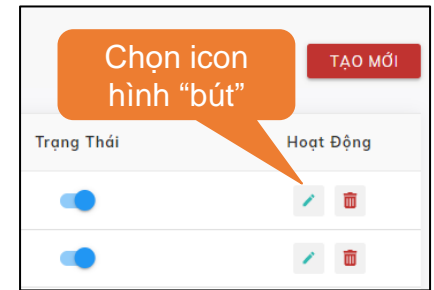 Chọn icon
hình “bút”
TẠO MỚI
Trạng Thái
Hoạt Động